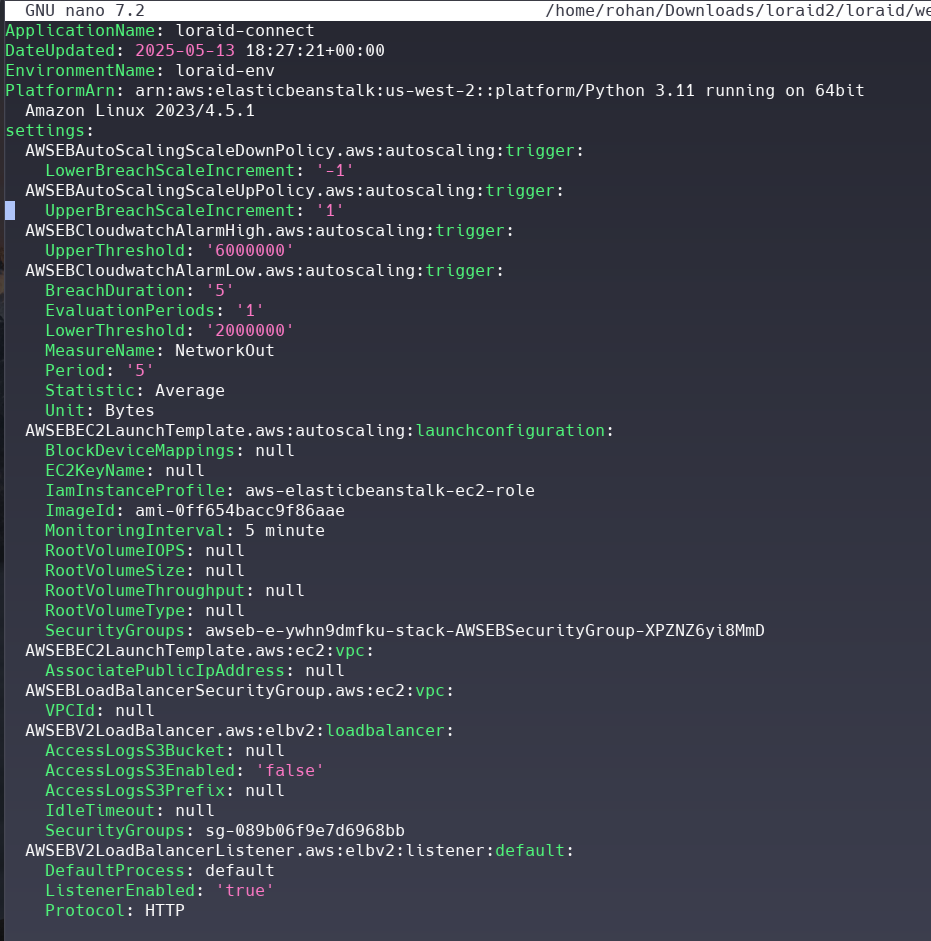 GNU nano 7.2 /home/rohan/Downloads/loraid2/loraid/we
ApplicationName: loraid-connect
DateUpdated: 2025-05-13 18:27:21+00:00
EnvironmentName: loraid-env
PlatformArn: arn:aws:elasticbeanstalk:us-west-2::platform/Python 3.11 running on 64bit
  Amazon Linux 2023/4.5.1
settings:
  AWSEBAutoScalingScaleDownPolicy.aws:autoscaling:trigger:
    LowerBreachScaleIncrement: '-1'
  AWSEBAutoScalingScaleUpPolicy.aws:autoscaling:trigger:
    UpperBreachScaleIncrement: '1'
  AWSEBCloudwatchAlarmHigh.aws:autoscaling:trigger:
    UpperThreshold: '6000000'
  AWSEBCloudwatchAlarmLow.aws:autoscaling:trigger:
    BreachDuration: '5'
    EvaluationPeriods: '1'
    LowerThreshold: '2000000'
    MeasureName: NetworkOut
    Period: '5'
    Statistic: Average
    Unit: Bytes
  AWSEBEC2LaunchTemplate.aws:autoscaling:launchconfiguration:
    BlockDeviceMappings: null
    EC2KeyName: null
    IamInstanceProfile: aws-elasticbeanstalk-ec2-role
    ImageId: ami-0ff654bacc9f86aae
    MonitoringInterval: 5 minute
    RootVolumeIOPS: null
    RootVolumeSize: null
    RootVolumeThroughput: null
    RootVolumeType: null
    SecurityGroups: awseb-e-ywhn9dmfku-stack-AWSEBSecurityGroup-XPZNZ6yi8MmD
  AWSEBEC2LaunchTemplate.aws:ec2:vpc:
    AssociatePublicIpAddress: null
  AWSEBLoadBalancerSecurityGroup.aws:ec2:vpc:
    VPCId: null
  AWSEBV2LoadBalancer.aws:elbv2:loadbalancer:
    AccessLogsS3Bucket: null
    AccessLogsS3Enabled: 'false'
    AccessLogsS3Prefix: null
    IdleTimeout: null
    SecurityGroups: sg-089b06f9e7d6968bb
  AWSEBV2LoadBalancerListener.aws:elbv2:listener:default:
    DefaultProcess: default
    ListenerEnabled: 'true'
    Protocol: HTTP